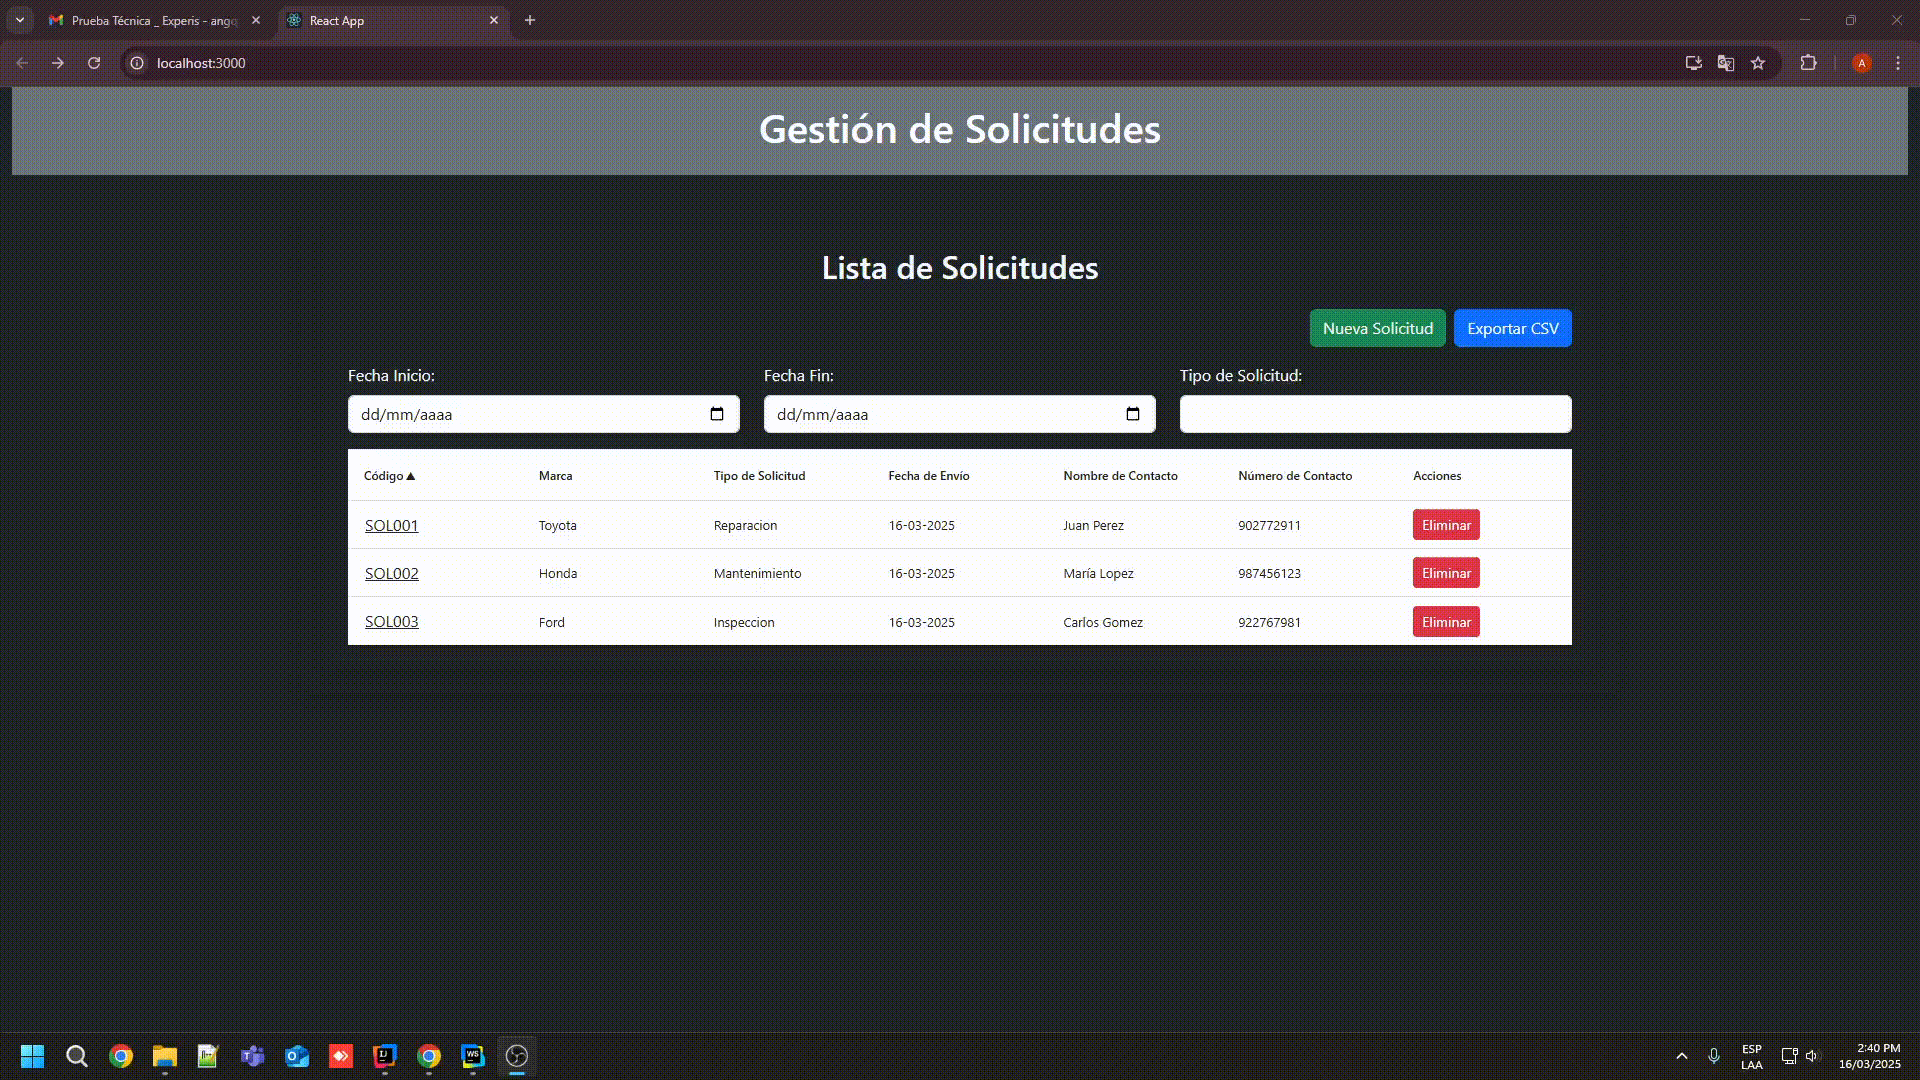 Prueba Técnica _ Experis - ango
React App
localhost:3000
A
Gestión de Solicitudes
Lista de Solicitudes
Nueva Solicitud
Exportar CSV
Fecha Inicio:
Fecha Fin:
Tipo de Solicitud:
dd/mm/aaaa
dd/mm/aaaa
Código▲ Marca Tipo de Solicitud Fecha de Envío Nombre de Contacto Número de Contacto Acciones
SOL001 Toyota Reparacion 16-03-2025 Juan Perez 902772911 Eliminar
SOL002 Honda Mantenimiento 16-03-2025 María Lopez 987456123 Eliminar
SOL003 Ford Inspeccion 16-03-2025 Carlos Gomez 922767981 Eliminar
ESP
LAA
2:40 PM
16/03/2025